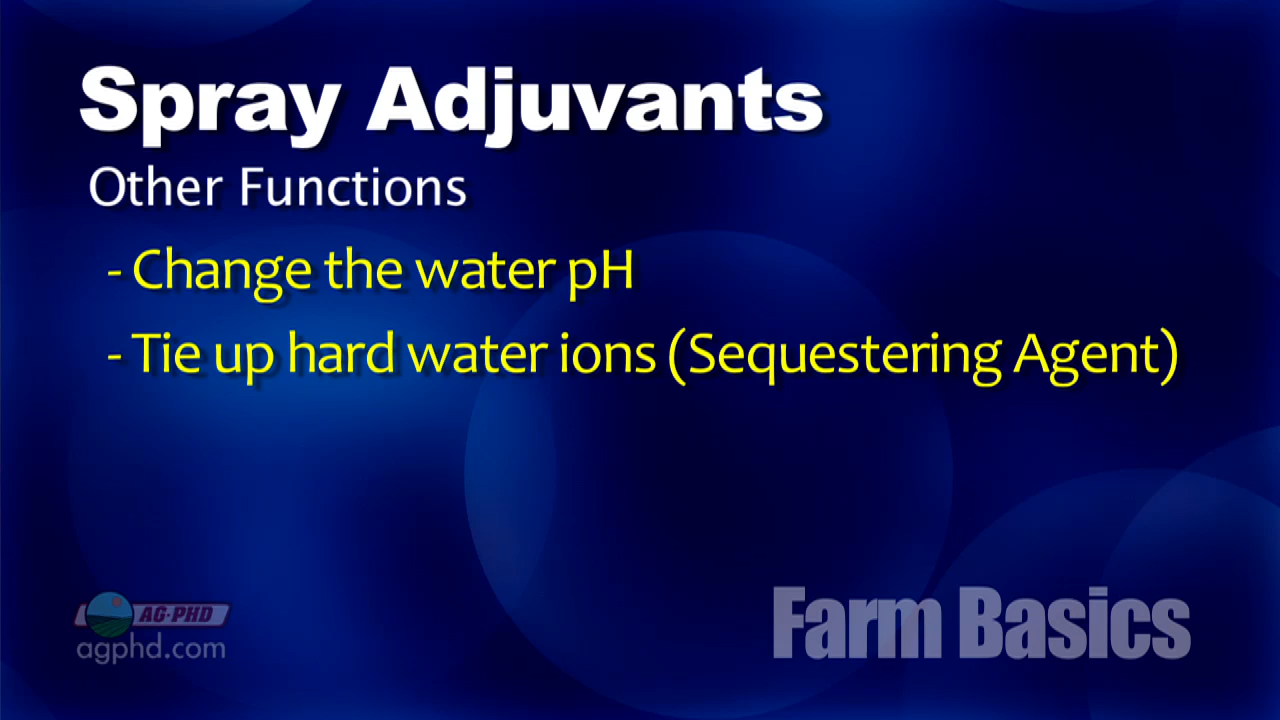 Spray Adjuvants
Other Functions
- Change the water pH
- Tie up hard water ions (Sequestering Agent)
AG·PHD
agphd.com
Farm Basics